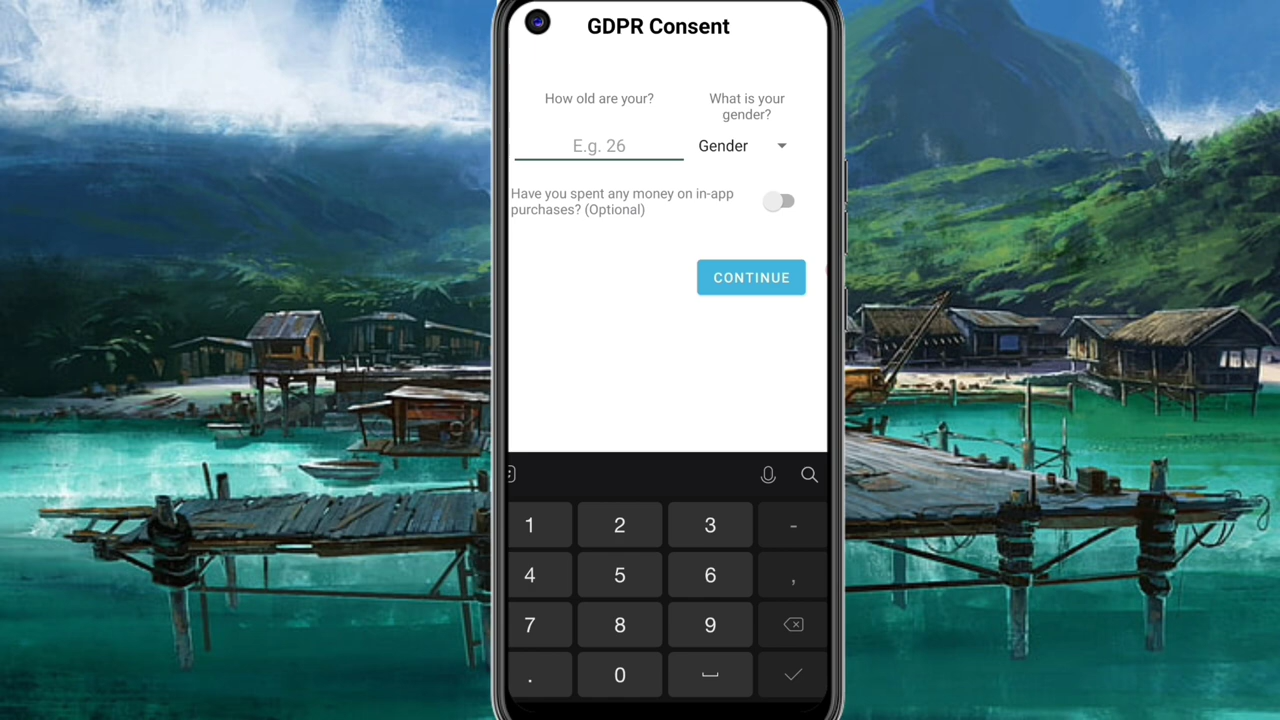 GDPR Consent
How old are your?
What is your
gender?
E.g. 26
Gender
Have you spent any money on in-app
purchases? (Optional)
CONTINUE
1 2 3 -
4 5 6 ,
7 8 9
. 0